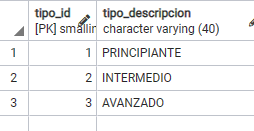 tipo_id tipo_descripcion
[PK] smallin character varying (40)
1 1 PRINCIPIANTE
2 2 INTERMEDIO
3 3 AVANZADO